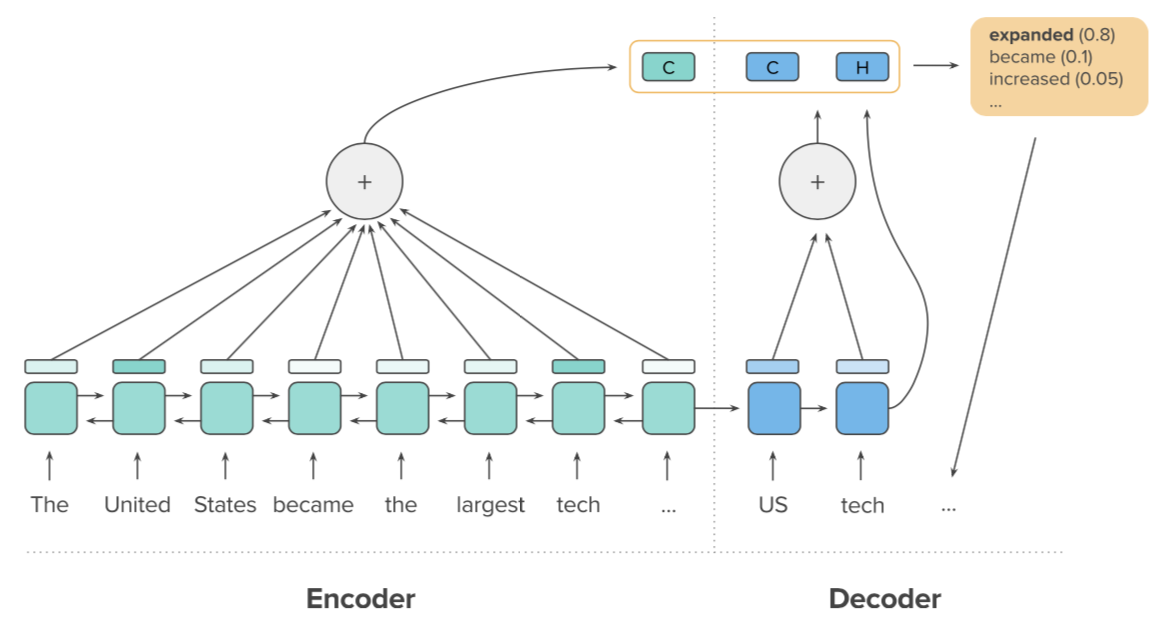 C C H
expanded (0.8)
became (0.1)
increased (0.05)
...
+ +
The United States became the largest tech ... US tech ...
Encoder Decoder